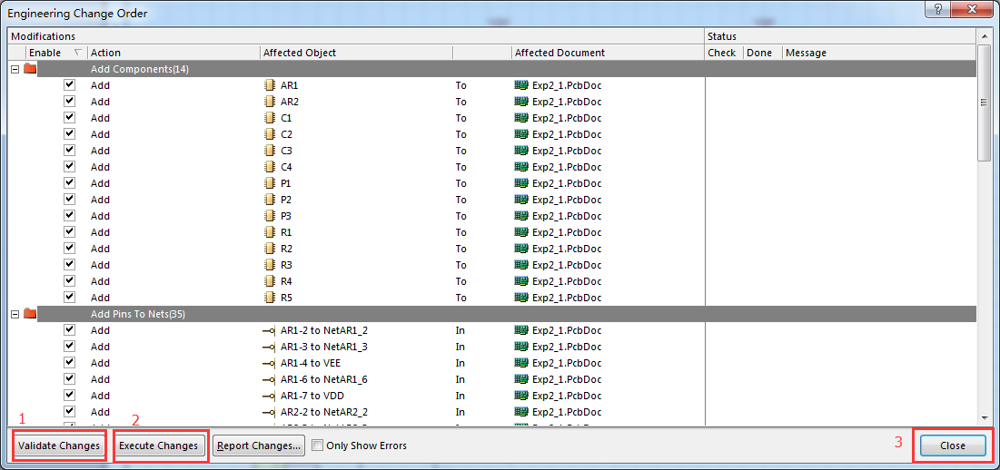 Engineering Change Order
Modifications Status
Enable Action Affected Object Affected Document Check Done Message
Add Components(14)
Add AR1 To Exp2_1.PcbDoc
Add AR2 To Exp2_1.PcbDoc
Add C1 To Exp2_1.PcbDoc
Add C2 To Exp2_1.PcbDoc
Add C3 To Exp2_1.PcbDoc
Add C4 To Exp2_1.PcbDoc
Add P1 To Exp2_1.PcbDoc
Add P2 To Exp2_1.PcbDoc
Add P3 To Exp2_1.PcbDoc
Add R1 To Exp2_1.PcbDoc
Add R2 To Exp2_1.PcbDoc
Add R3 To Exp2_1.PcbDoc
Add R4 To Exp2_1.PcbDoc
Add R5 To Exp2_1.PcbDoc
Add Pins To Nets(35)
Add AR1-2 to NetAR1_2 In Exp2_1.PcbDoc
Add AR1-3 to NetAR1_3 In Exp2_1.PcbDoc
Add AR1-4 to VEE In Exp2_1.PcbDoc
Add AR1-6 to NetAR1_6 In Exp2_1.PcbDoc
Add AR1-7 to VDD In Exp2_1.PcbDoc
Add AR2-2 to NetAR2_2 In Exp2_1.PcbDoc
1 2 3
Validate Changes Execute Changes Report Changes... Only Show Errors Close